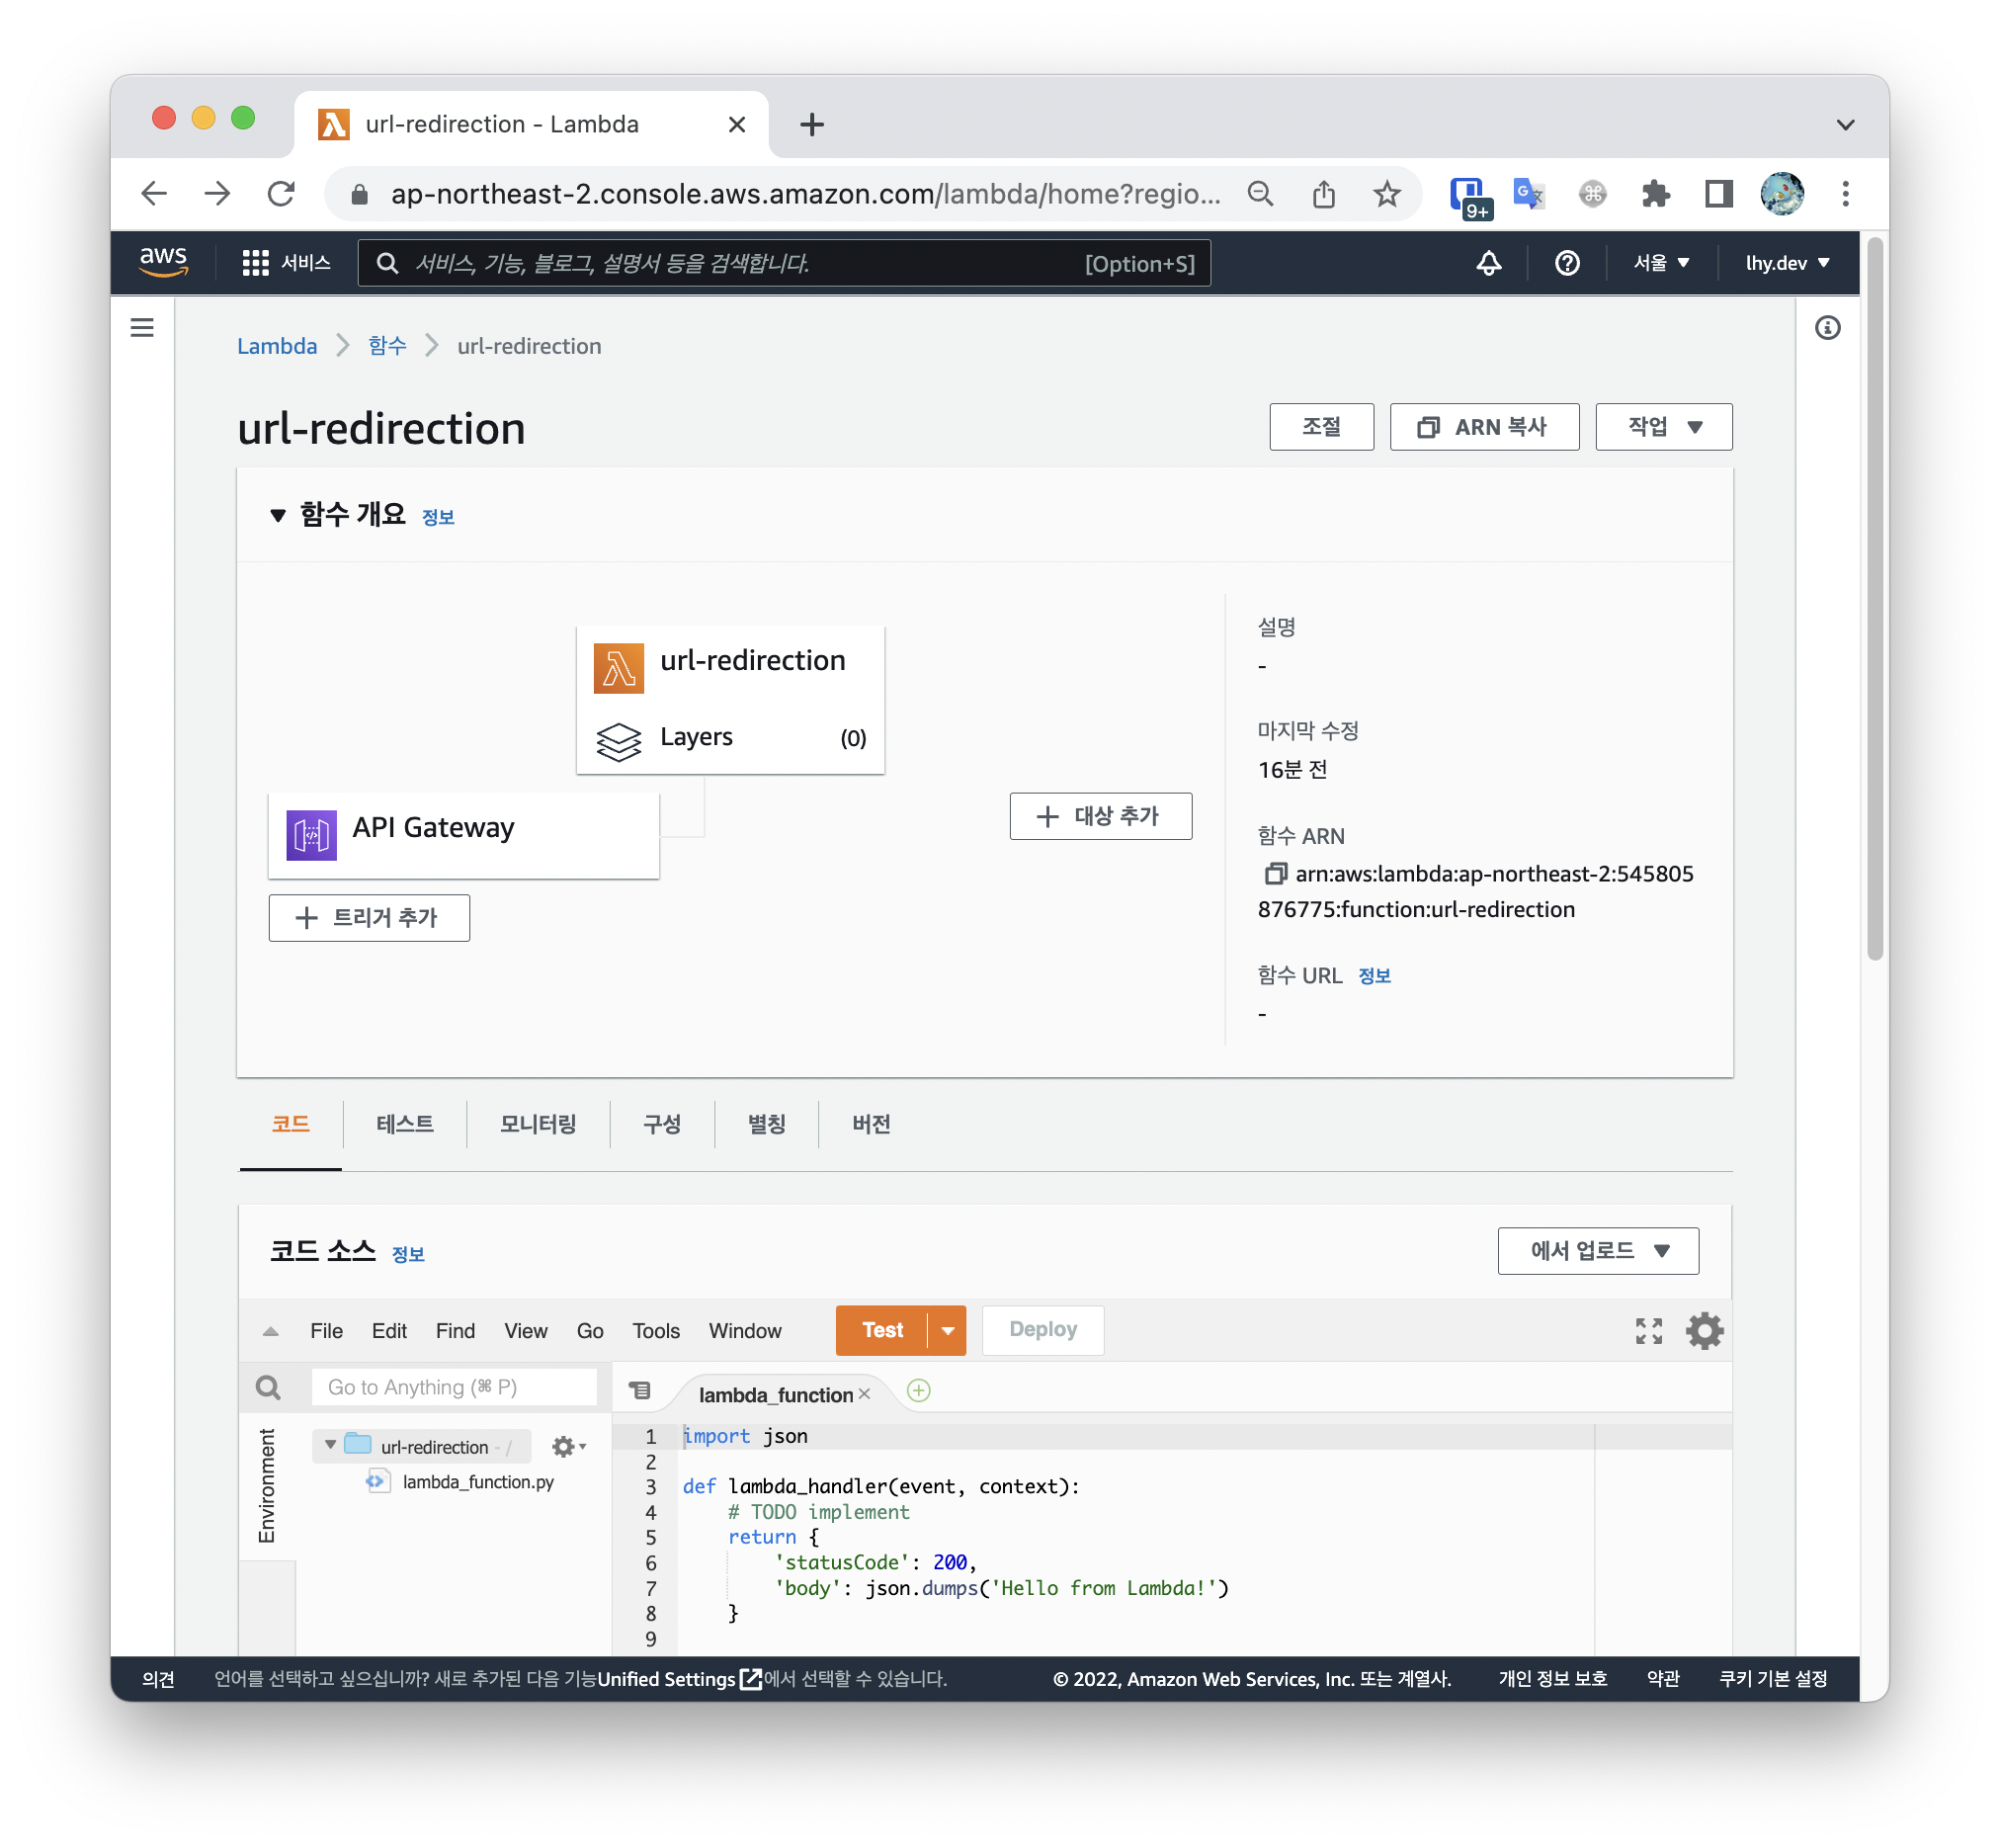 url-redirection - Lambda
ap-northeast-2.console.aws.amazon.com/lambda/home?regio...
9+
aws
서비스
서비스, 기능, 블로그, 설명서 등을 검색합니다.
[Option+S]
서울
lhy.dev
Lambda
함수
url-redirection
url-redirection
조절
ARN 복사
작업
함수 개요 정보
url-redirection
Layers
(0)
API Gateway
트리거 추가
대상 추가
설명
-
마지막 수정
16분 전
함수 ARN
arn:aws:lambda:ap-northeast-2:545805
876775:function:url-redirection
함수 URL 정보
-
코드
테스트
모니터링
구성
별칭
버전
코드 소스 정보
에서 업로드
File Edit Find View Go Tools Window
Test
Deploy
Go to Anything (⌘ P)
Environment
url-redirection - /
lambda_function.py
lambda_function
1 import json
2
3 def lambda_handler(event, context):
4     # TODO implement
5     return {
6         'statusCode': 200,
7         'body': json.dumps('Hello from Lambda!')
8     }
9
의견
언어를 선택하고 싶으십니까? 새로 추가된 다음 기능Unified Settings에서 선택할 수 있습니다.
© 2022, Amazon Web Services, Inc. 또는 계열사.
개인 정보 보호
약관
쿠키 기본 설정